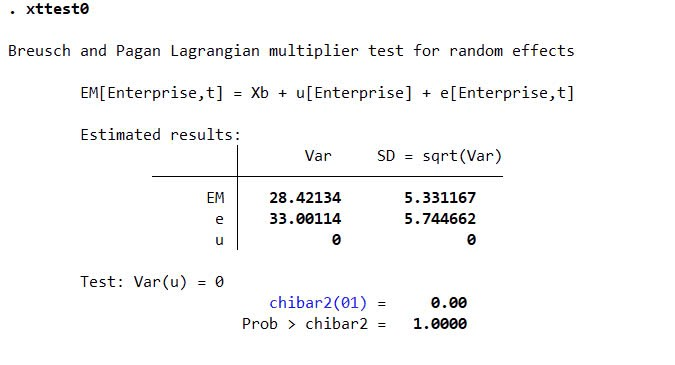 . xttest0
Breusch and Pagan Lagrangian multiplier test for random effects
EM[Enterprise,t] = Xb + u[Enterprise] + e[Enterprise,t]
Estimated results:
Var SD = sqrt(Var)
EM 28.42134 5.331167
e 33.00114 5.744662
u 0 0
Test: Var(u) = 0
chibar2(01) = 0.00
Prob > chibar2 = 1.0000